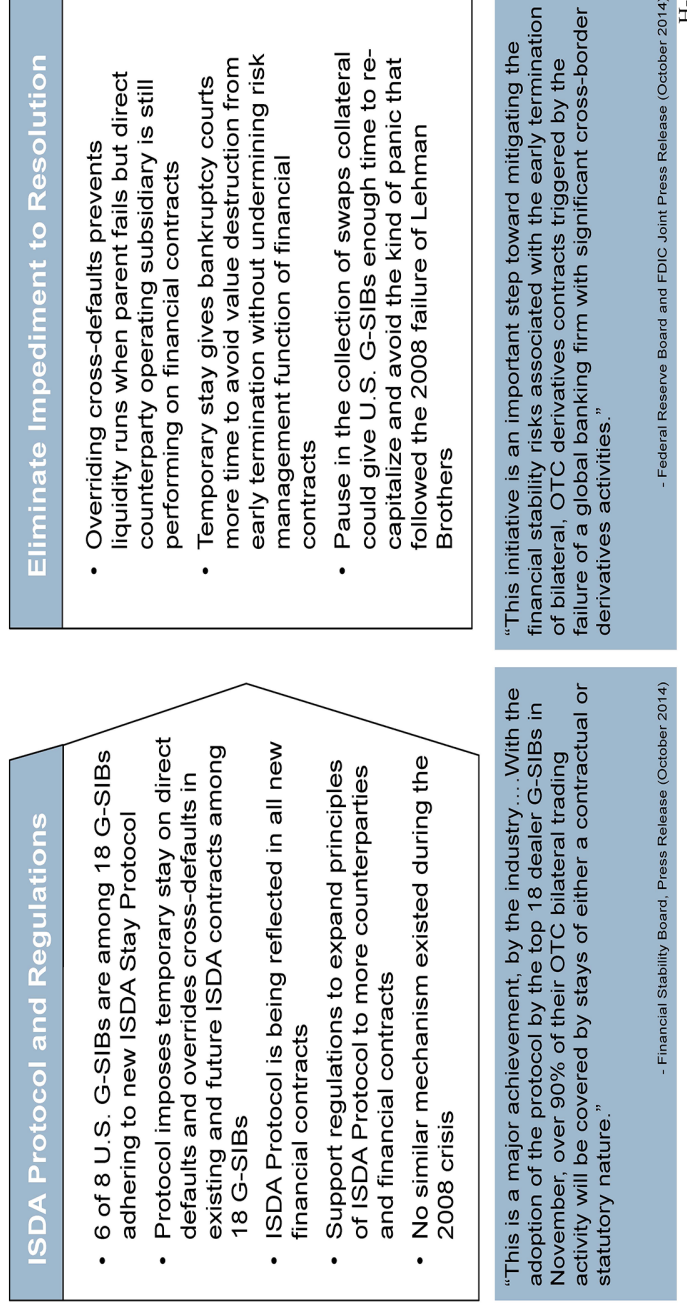 ISDA Protocol and Regulations
• 6 of 8 U.S. G-SIBs are among 18 G-SIBs
adhering to new ISDA Stay Protocol
• Protocol imposes temporary stay on direct
defaults and overrides cross-defaults in
existing and future ISDA contracts among
18 G-SIBs
• ISDA Protocol is being reflected in all new
financial contracts
• Support regulations to expand principles
of ISDA Protocol to more counterparties
and financial contracts
• No similar mechanism existed during the
2008 crisis
Eliminate Impediment to Resolution
• Overriding cross-defaults prevents
liquidity runs when parent fails but direct
counterparty operating subsidiary is still
performing on financial contracts
• Temporary stay gives bankruptcy courts
more time to avoid value destruction from
early termination without undermining risk
management function of financial
contracts
• Pause in the collection of swaps collateral
could give U.S. G-SIBs enough time to re-
capitalize and avoid the kind of panic that
followed the 2008 failure of Lehman
Brothers
“This is a major achievement, by the industry….With the
adoption of the protocol by the top 18 dealer G-SIBs in
November, over 90% of their OTC bilateral trading
activity will be covered by stays of either a contractual or
statutory nature.”
- Financial Stability Board, Press Release (October 2014)
“This initiative is an important step toward mitigating the
financial stability risks associated with the early termination
of bilateral, OTC derivatives contracts triggered by the
failure of a global banking firm with significant cross-border
derivatives activities.”
- Federal Reserve Board and FDIC Joint Press Release (October 2014)